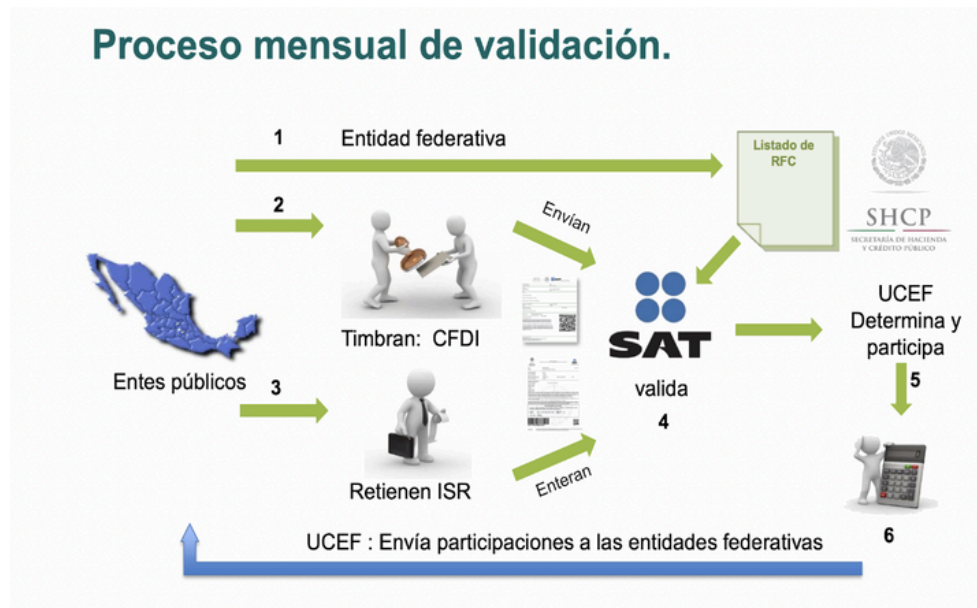 Proceso mensual de validación.
1
Entidad federativa
Listado de
RFC
SHCP
SECRETARÍA DE HACIENDA
Y CRÉDITO PÚBLICO
2
Envían
Timbran: CFDI
SAT
valida
4
UCEF
Determina y
participa
5
Entes públicos
3
Retienen ISR
Enteran
6
UCEF : Envía participaciones a las entidades federativas